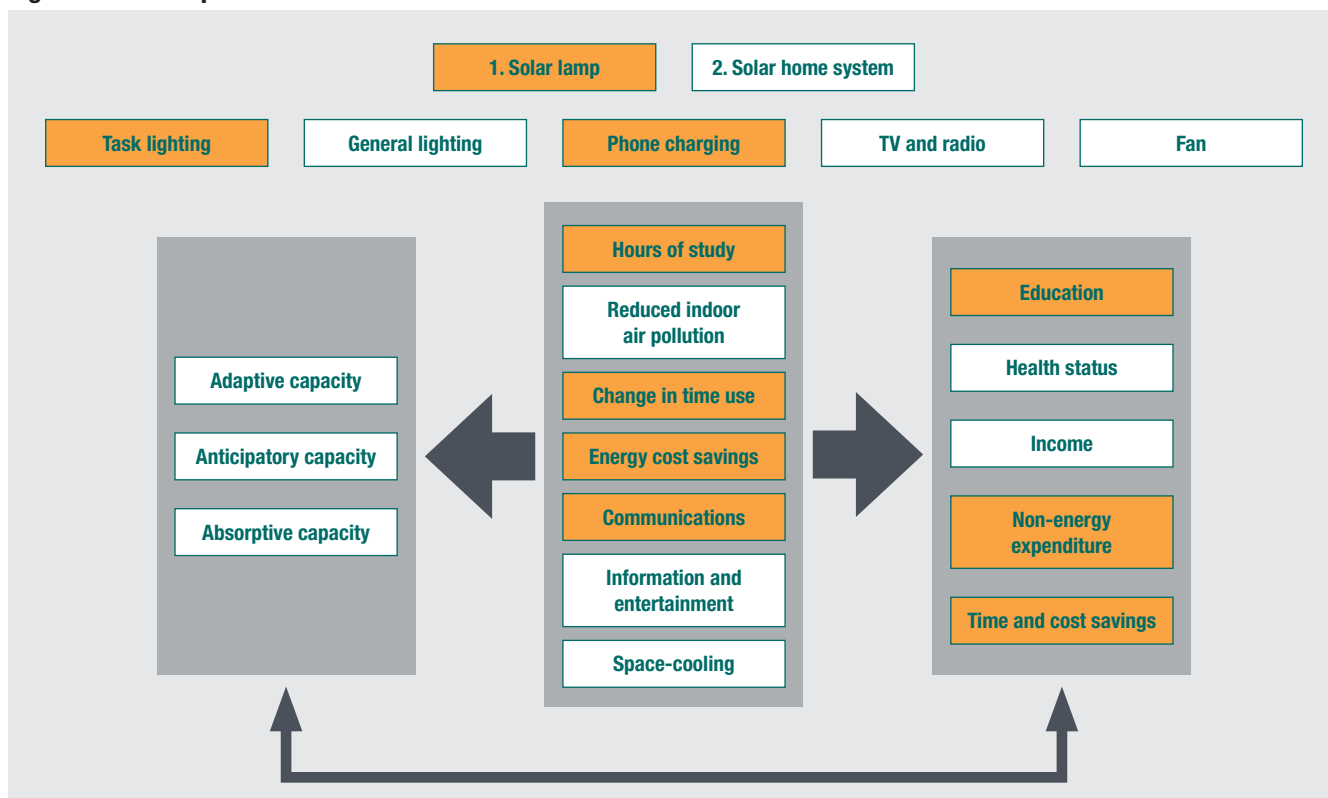 1. Solar lamp
2. Solar home system
Task lighting
General lighting
Phone charging
TV and radio
Fan
Adaptive capacity
Anticipatory capacity
Absorptive capacity
Hours of study
Reduced indoor
air pollution
Change in time use
Energy cost savings
Communications
Information and
entertainment
Space-cooling
Education
Health status
Income
Non-energy
expenditure
Time and cost savings